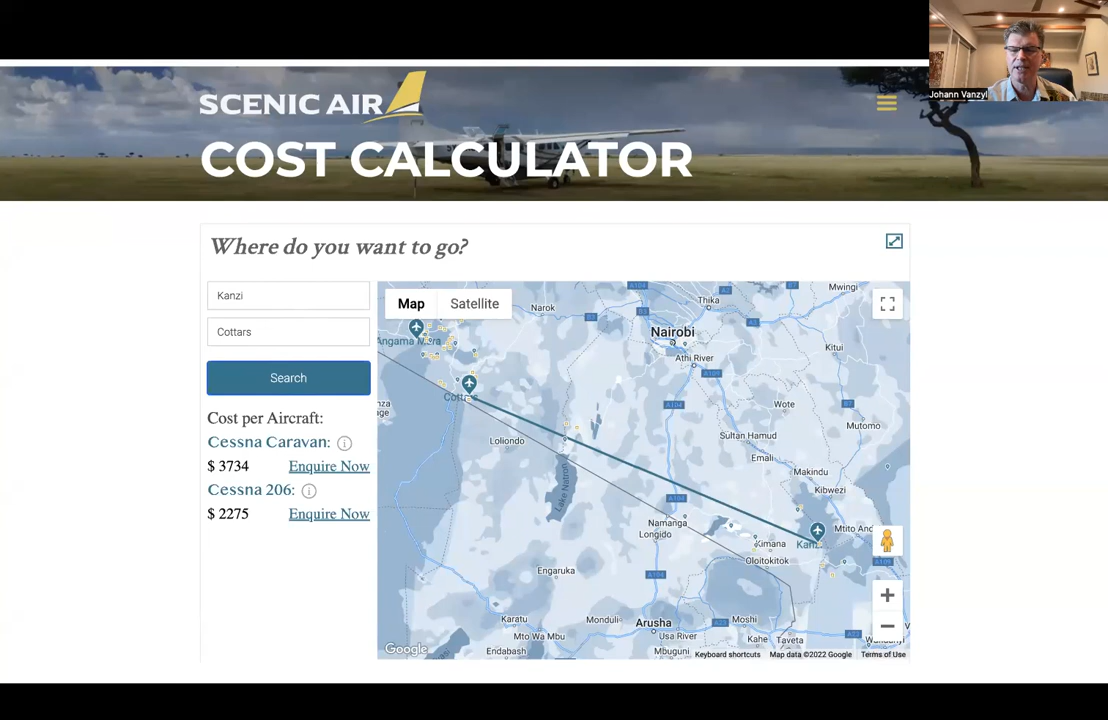 Johann Vanzyl
SCENIC AIR
COST CALCULATOR
Where do you want to go?
Kanzi
Cottars
Search
Cost per Aircraft:
Cessna Caravan:
$ 3734 Enquire Now
Cessna 206:
$ 2275 Enquire Now
Map Satellite
Narok
Thika
Mwingi
Nairobi
Kitui
Athi River
Wote
Mutomo
Sultan Hamud
Loliondo
Emali
Makindu
Kibwezi
Lake Natron
Namanga
Longido
Kimana
Oloitokitok
Engaruka
Karatu
Monduli
Arusha
Moshi
Mto Wa Mbu
Usa River
Kahe
Taveta
Endabash
Mbuguni
Google
Keyboard shortcuts Map data ©2022 Google Terms of Use